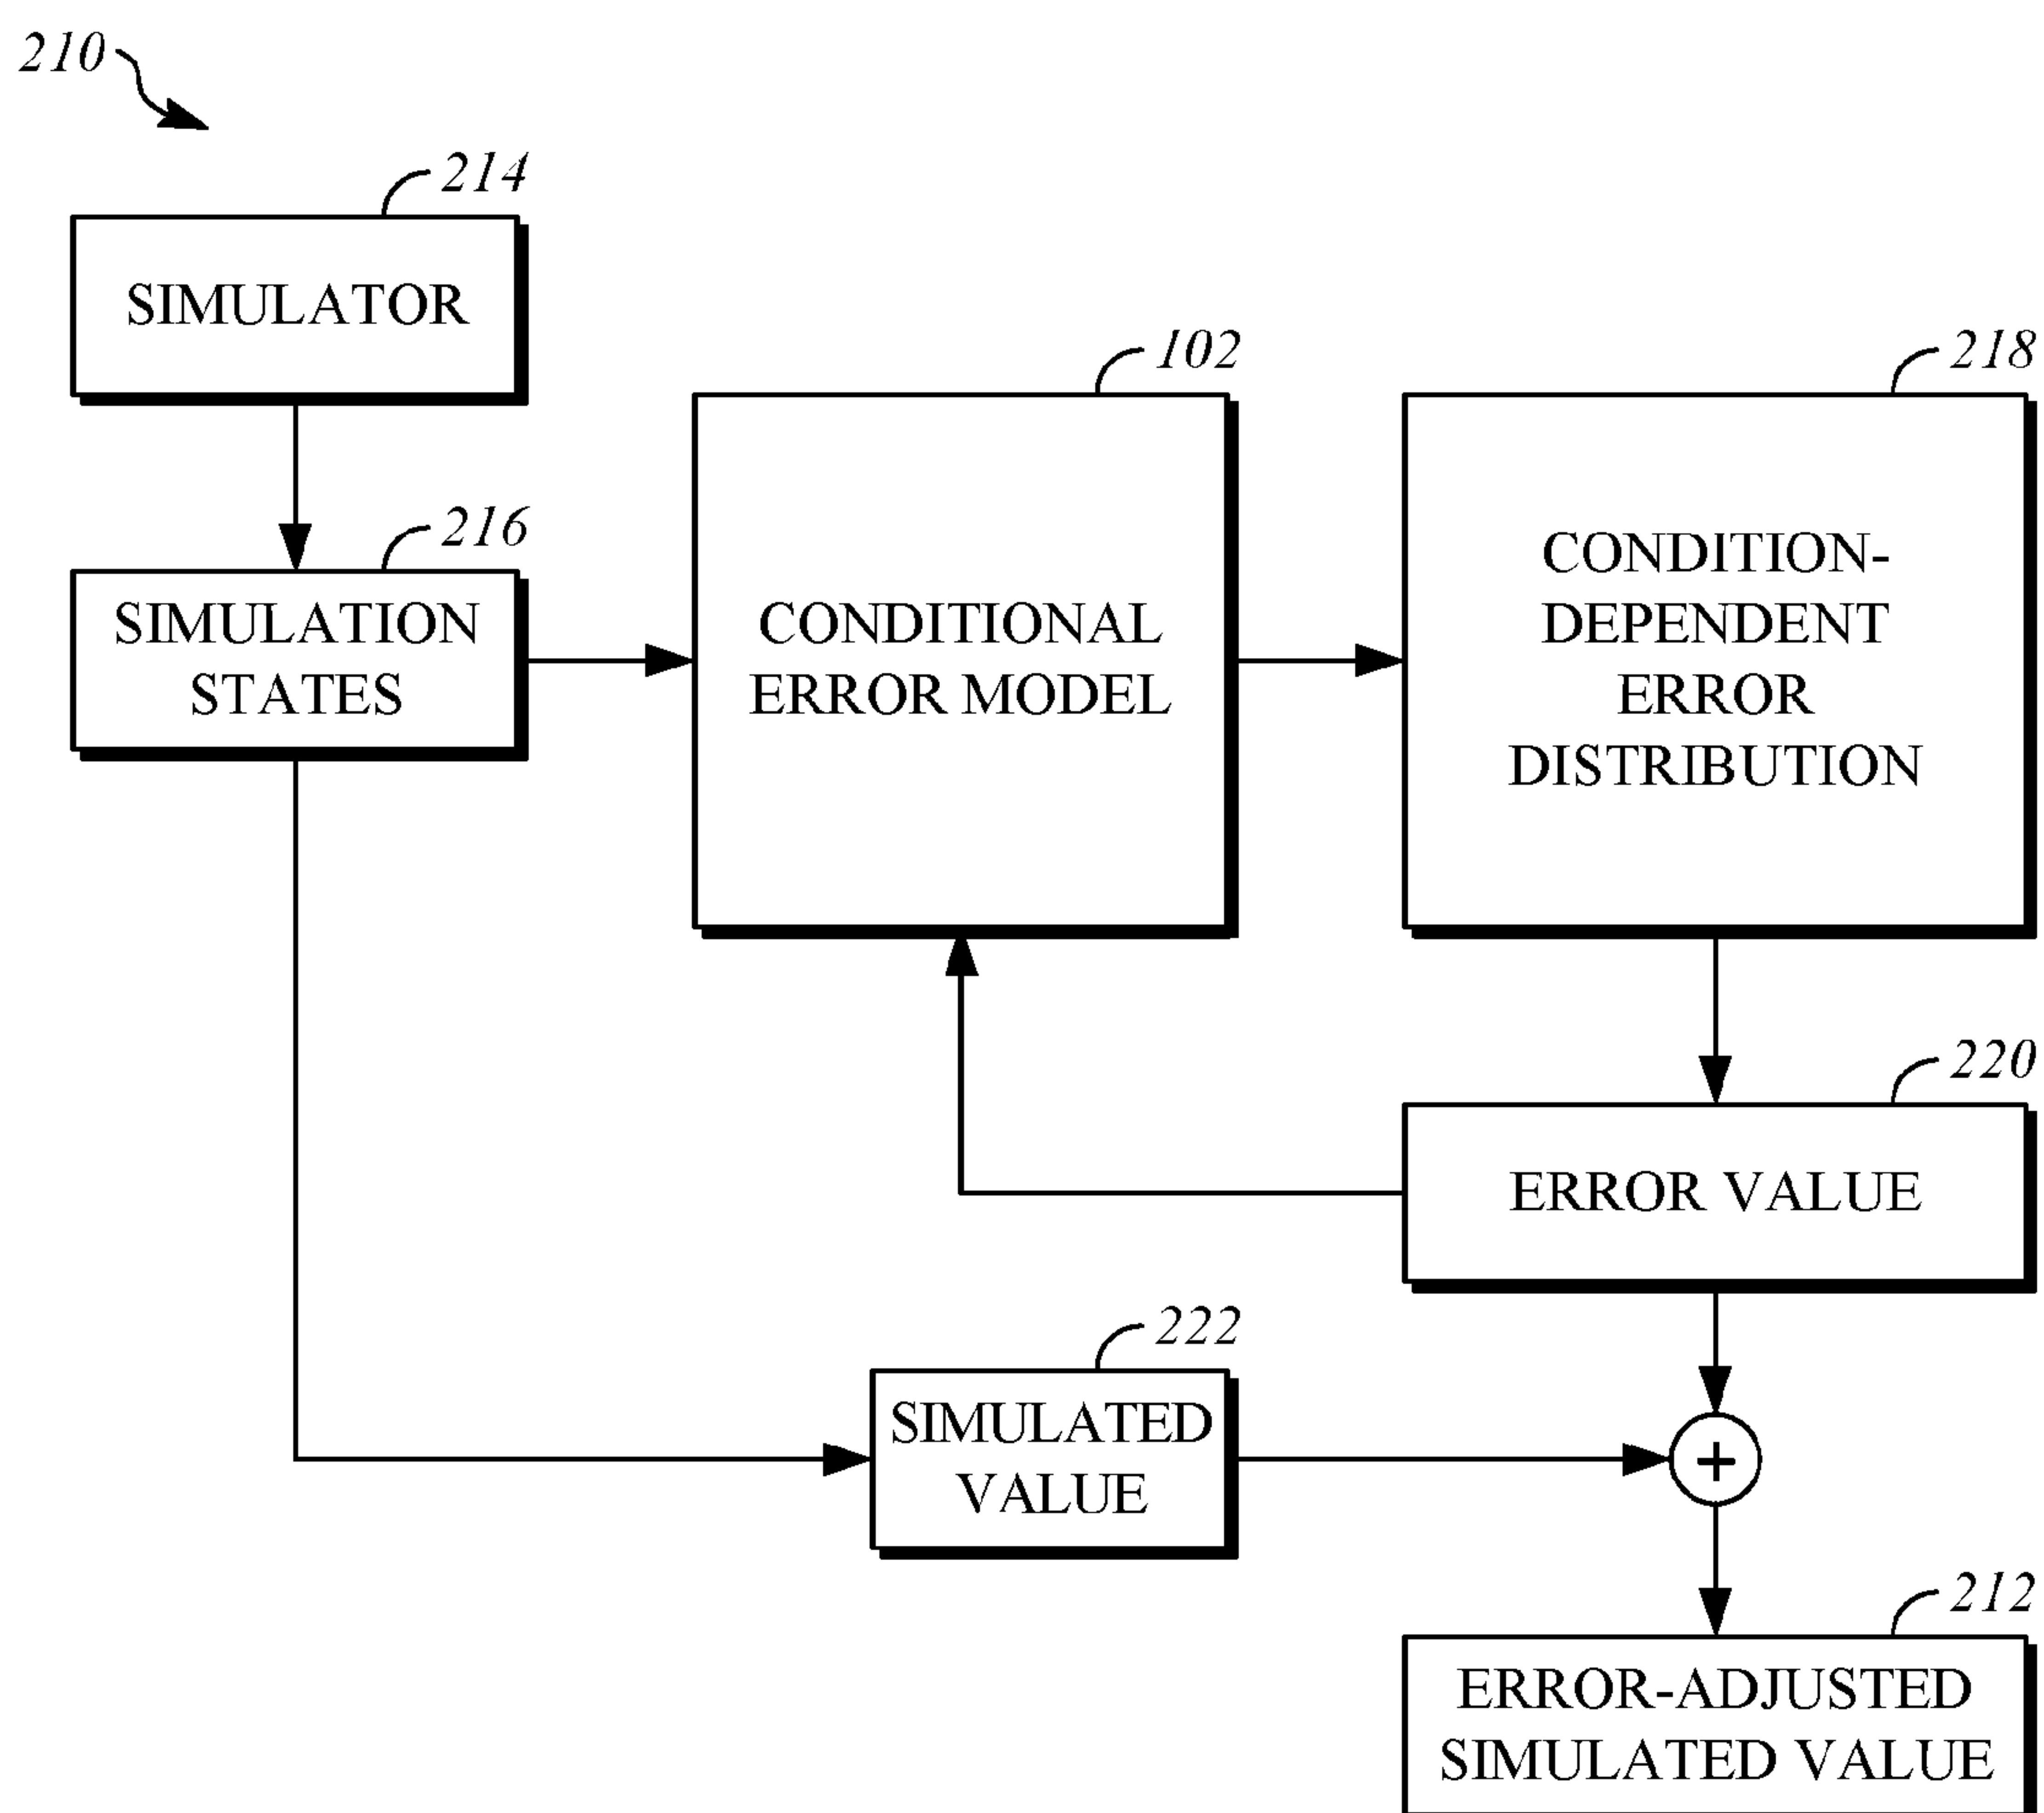 210
214
SIMULATOR
102
218
216
SIMULATION
STATES
CONDITIONAL
ERROR MODEL
CONDITION-
DEPENDENT
ERROR
DISTRIBUTION
220
ERROR VALUE
222
SIMULATED
VALUE
+
212
ERROR-ADJUSTED
SIMULATED VALUE